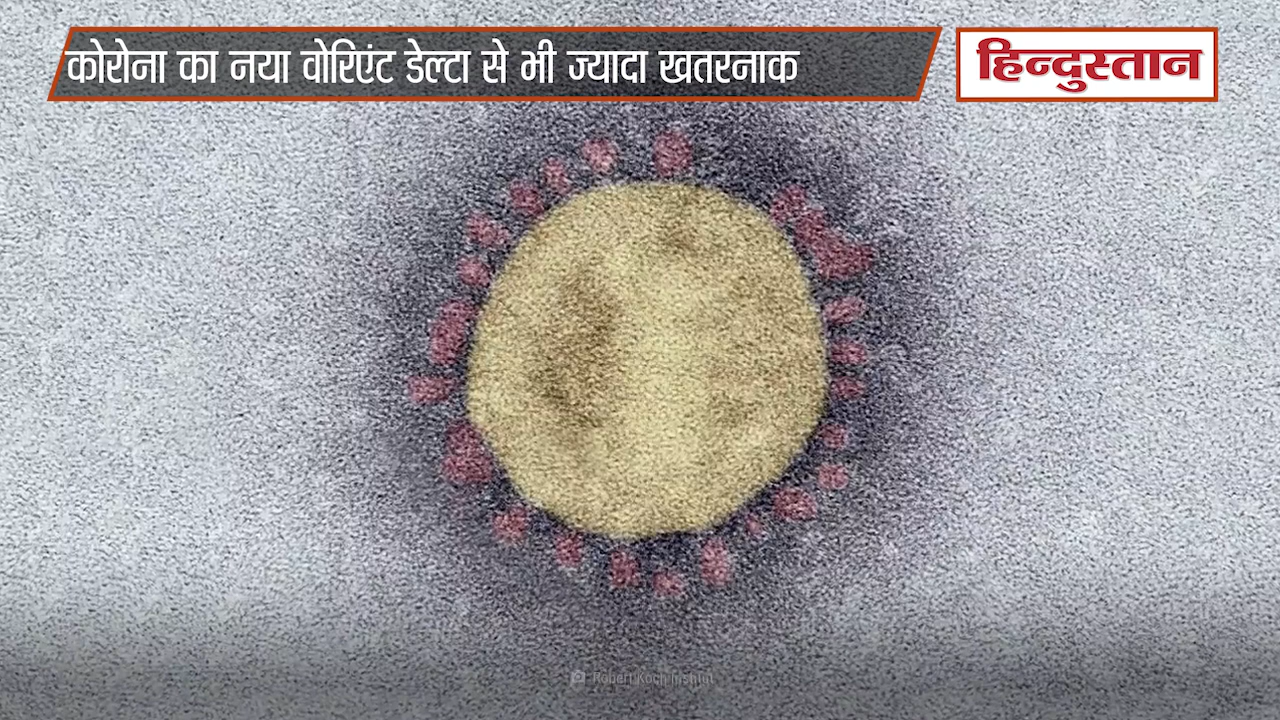 कोरोना का नया वोरिएंट डेल्टा से भी ज्यादा खतरनाक
हिन्दुस्तान
Robert Koch Institut